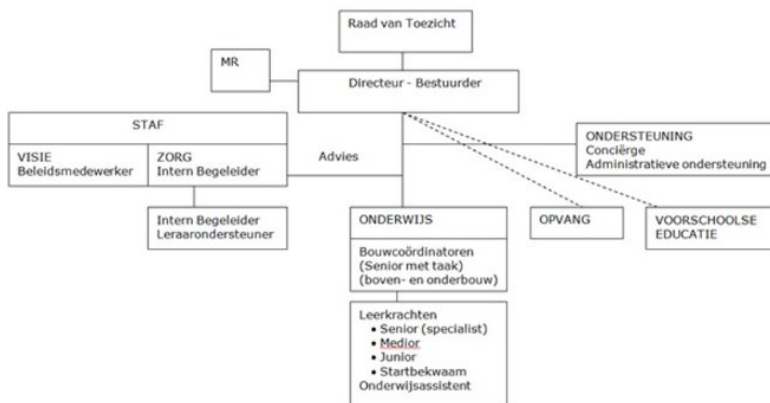 Raad van Toezicht
MR
Directeur - Bestuurder
STAF
VISIE
Beleidsmedewerker
ZORG
Intern Begeleider
Advies
ONDERSTEUNING
Conciërge
Administratieve ondersteuning
Intern Begeleider
Leraarondersteuner
ONDERWIJS
Bouwcoördinatoren
(Senior met taak)
(boven- en onderbouw)
OPVANG
VOORSCHOOLSE
EDUCATIE
Leerkrachten
• Senior (specialist)
• Medior
• Junior
• Startbekwaam
Onderwijsassistent